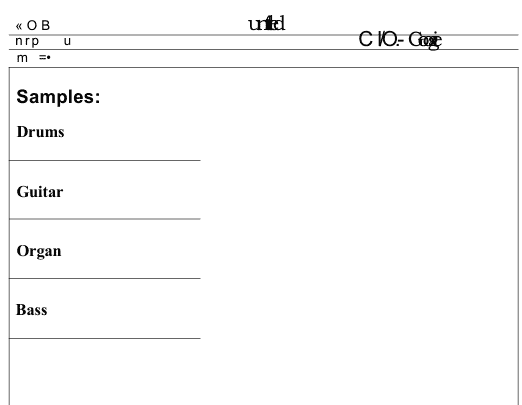 « O B
n r p u
m =•
Samples:
Drums
Guitar
Organ
Bass